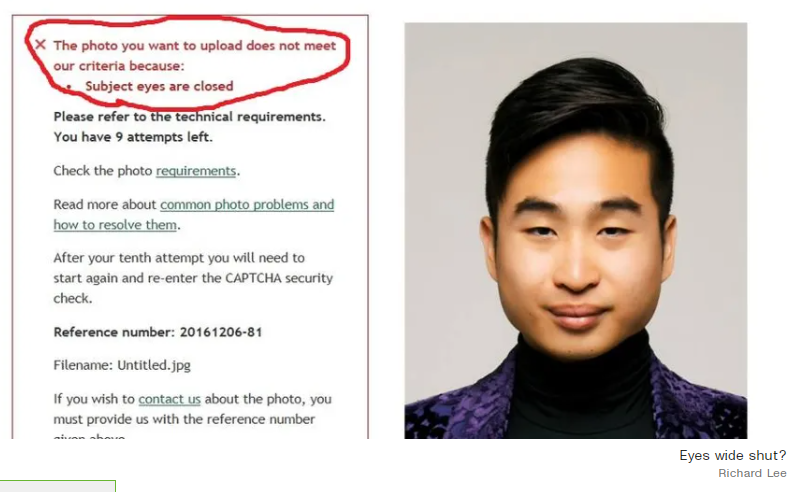 × The photo you want to upload does not meet
our criteria because:
• Subject eyes are closed
Please refer to the technical requirements.
You have 9 attempts left.
Check the photo requirements.
Read more about common photo problems and
how to resolve them.
After your tenth attempt you will need to
start again and re-enter the CAPTCHA security
check.
Reference number: 20161206-81
Filename: Untitled.jpg
If you wish to contact us about the photo, you
must provide us with the reference number
given above.
Eyes wide shut?
Richard Lee